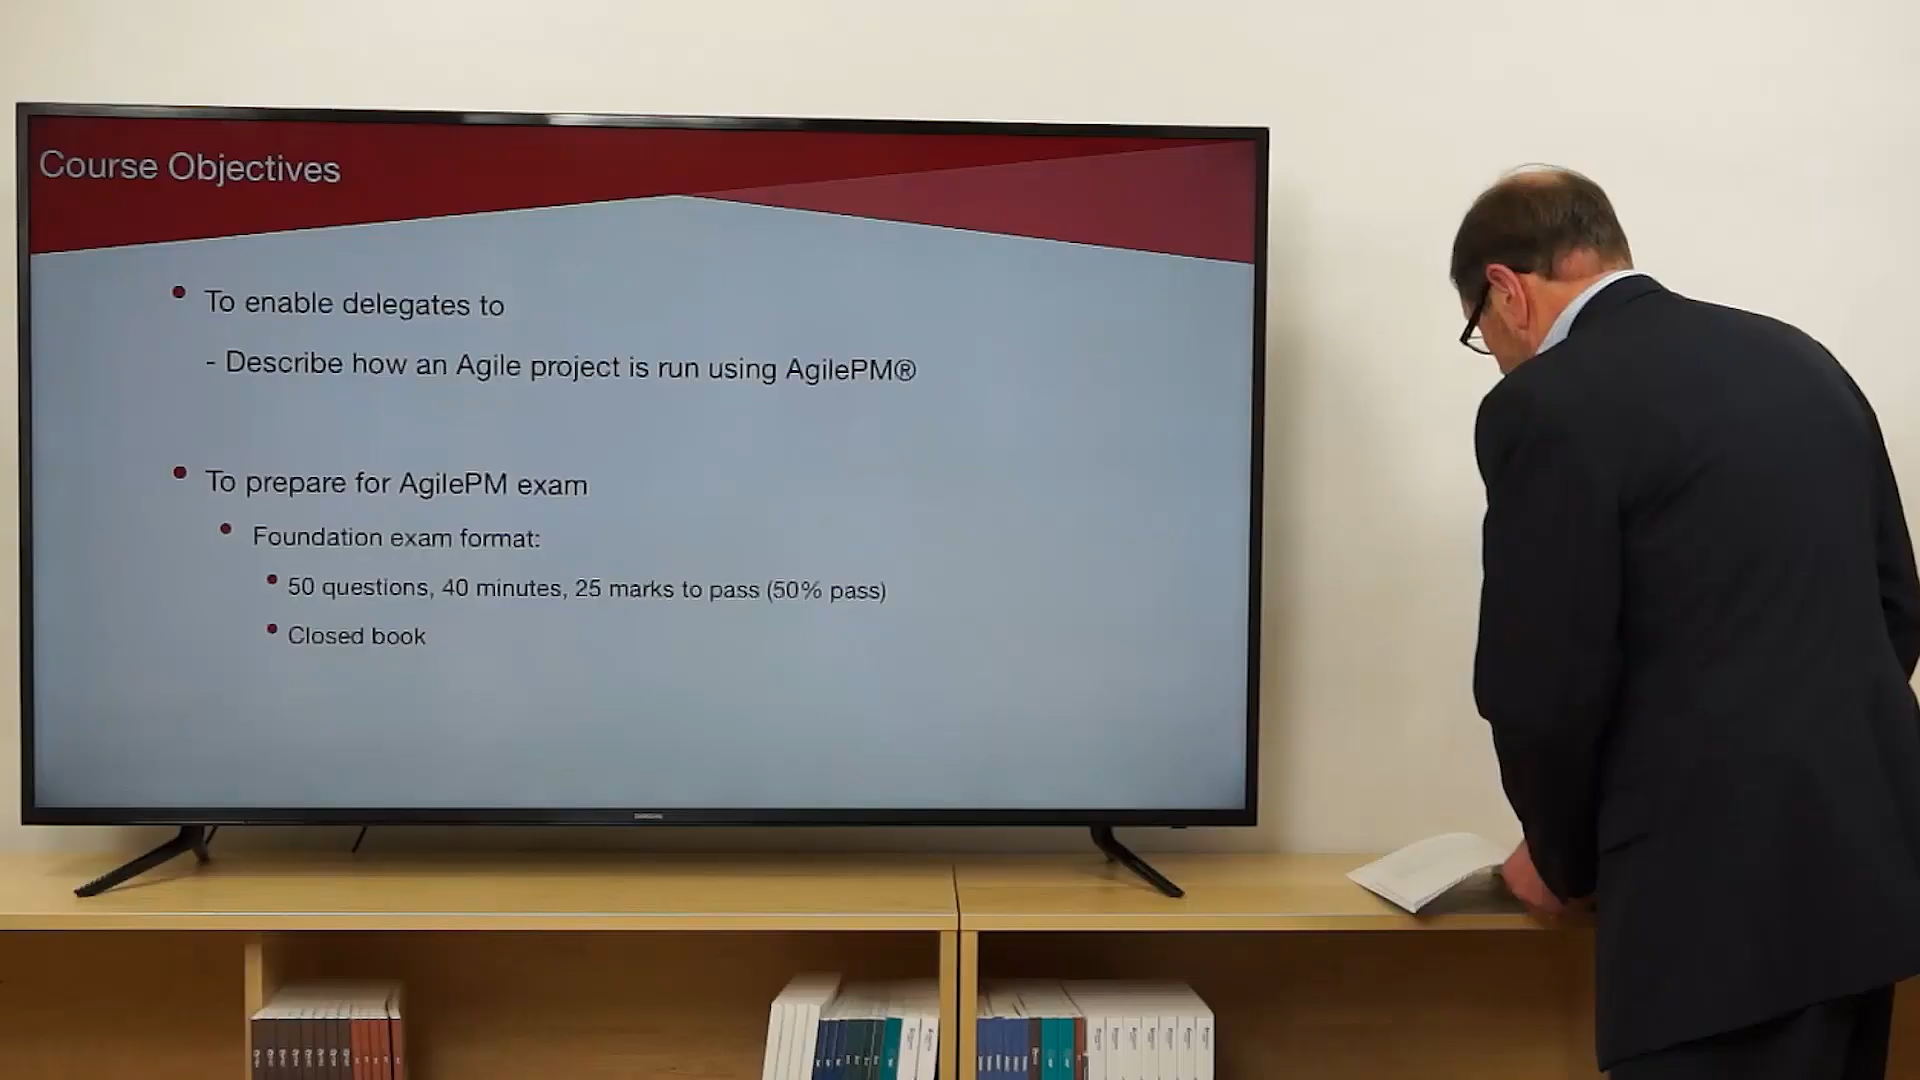 Course Objectives
To enable delegates to
- Describe how an Agile project is run using AgilePM®
To prepare for AgilePM exam
Foundation exam format:
50 questions, 40 minutes, 25 marks to pass (50% pass)
Closed book
SAMSUNG